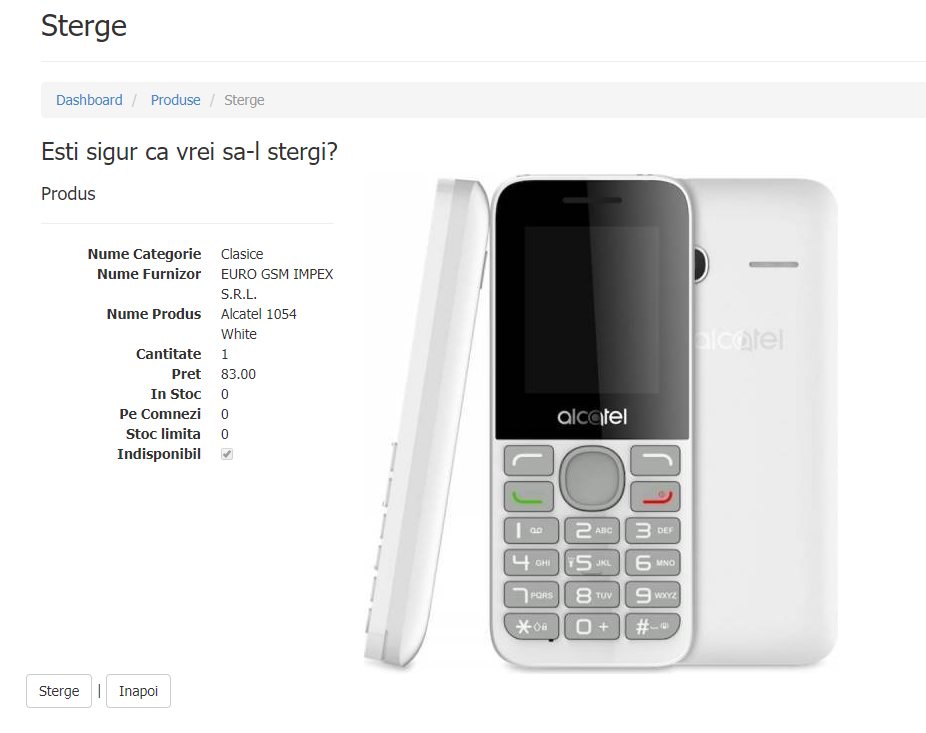 Sterge
Dashboard / Produse / Sterge
Esti sigur ca vrei sa-l stergi?
Produs
Nume Categorie Clasice
Nume Furnizor EURO GSM IMPEX
S.R.L.
Nume Produs Alcatel 1054
White
Cantitate 1
Pret 83.00
In Stoc 0
Pe Comnezi 0
Stoc limita 0
Indisponibil
alcatel
alcatel
1 2 ABC 3 DEF
4 GHI 5 JKL 6 MNO
7 PQRS 8 TUV 9 WXYZ
* 0 + #
Sterge | Inapoi